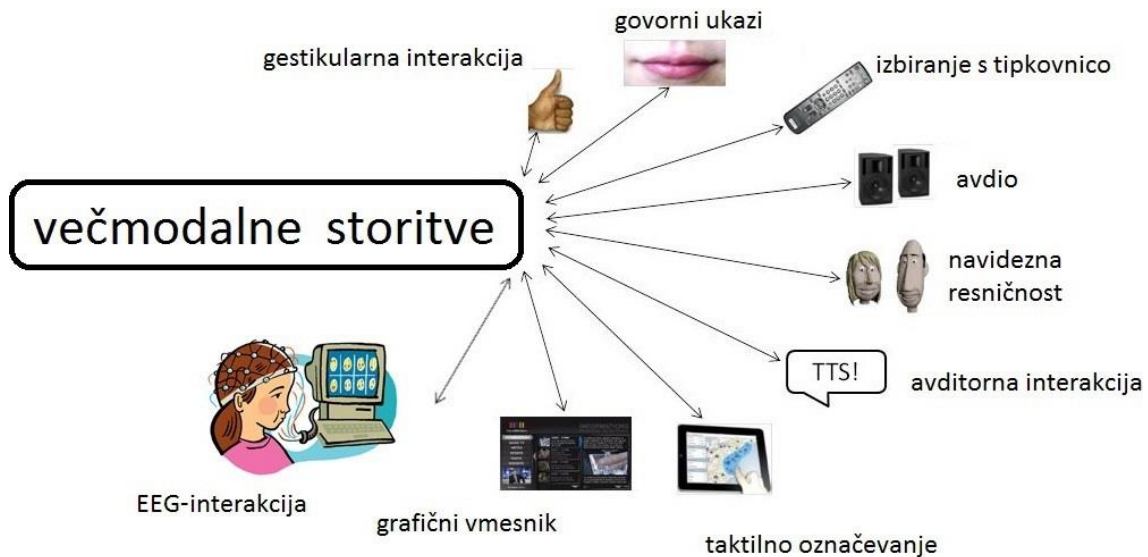 govorni ukazi
gestikularna interakcija
izbiranje s tipkovnico
avdio
večmodalne storitve
navidezna
resničnost
TTS!
avditorna interakcija
EEG-interakcija
grafični vmesnik
taktilno označevanje